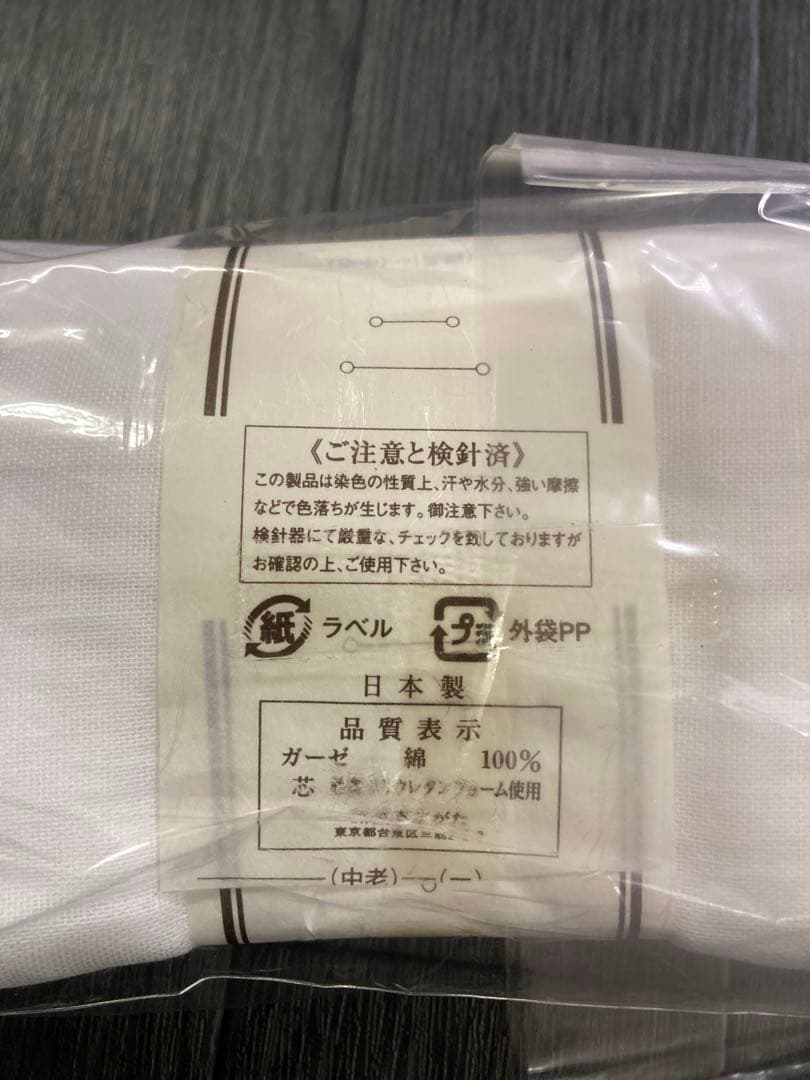 《ご注意と検針済》
この製品は染色の性質上、汗や水分、強い摩擦
などで色落ちが生じます。御注意下さい。
検針器にて厳重な、チェックを致しておりますが
お確認の上、ご使用下さい。
紙 ラベル プラ 外袋PP
日本製
品質表示
ガーゼ 綿 100%
芯 ウレタンフォーム使用
東京都台東区三筋
(中老)